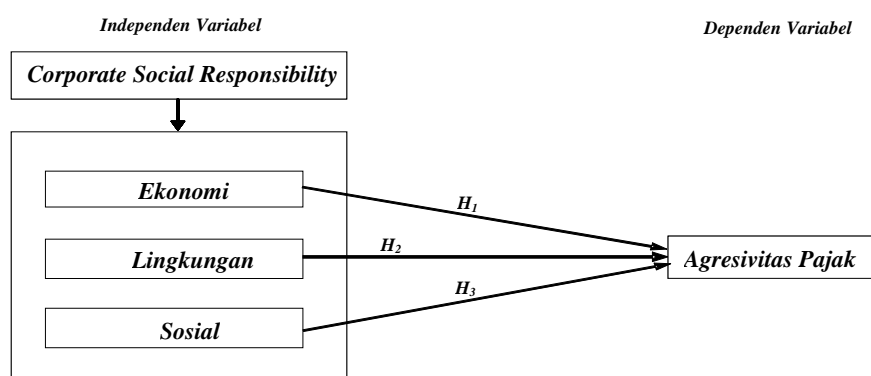 Independen Variabel
Dependen Variabel
Corporate Social Responsibility
Ekonomi
H1
Lingkungan
H2
Agresivitas Pajak
H3
Sosial